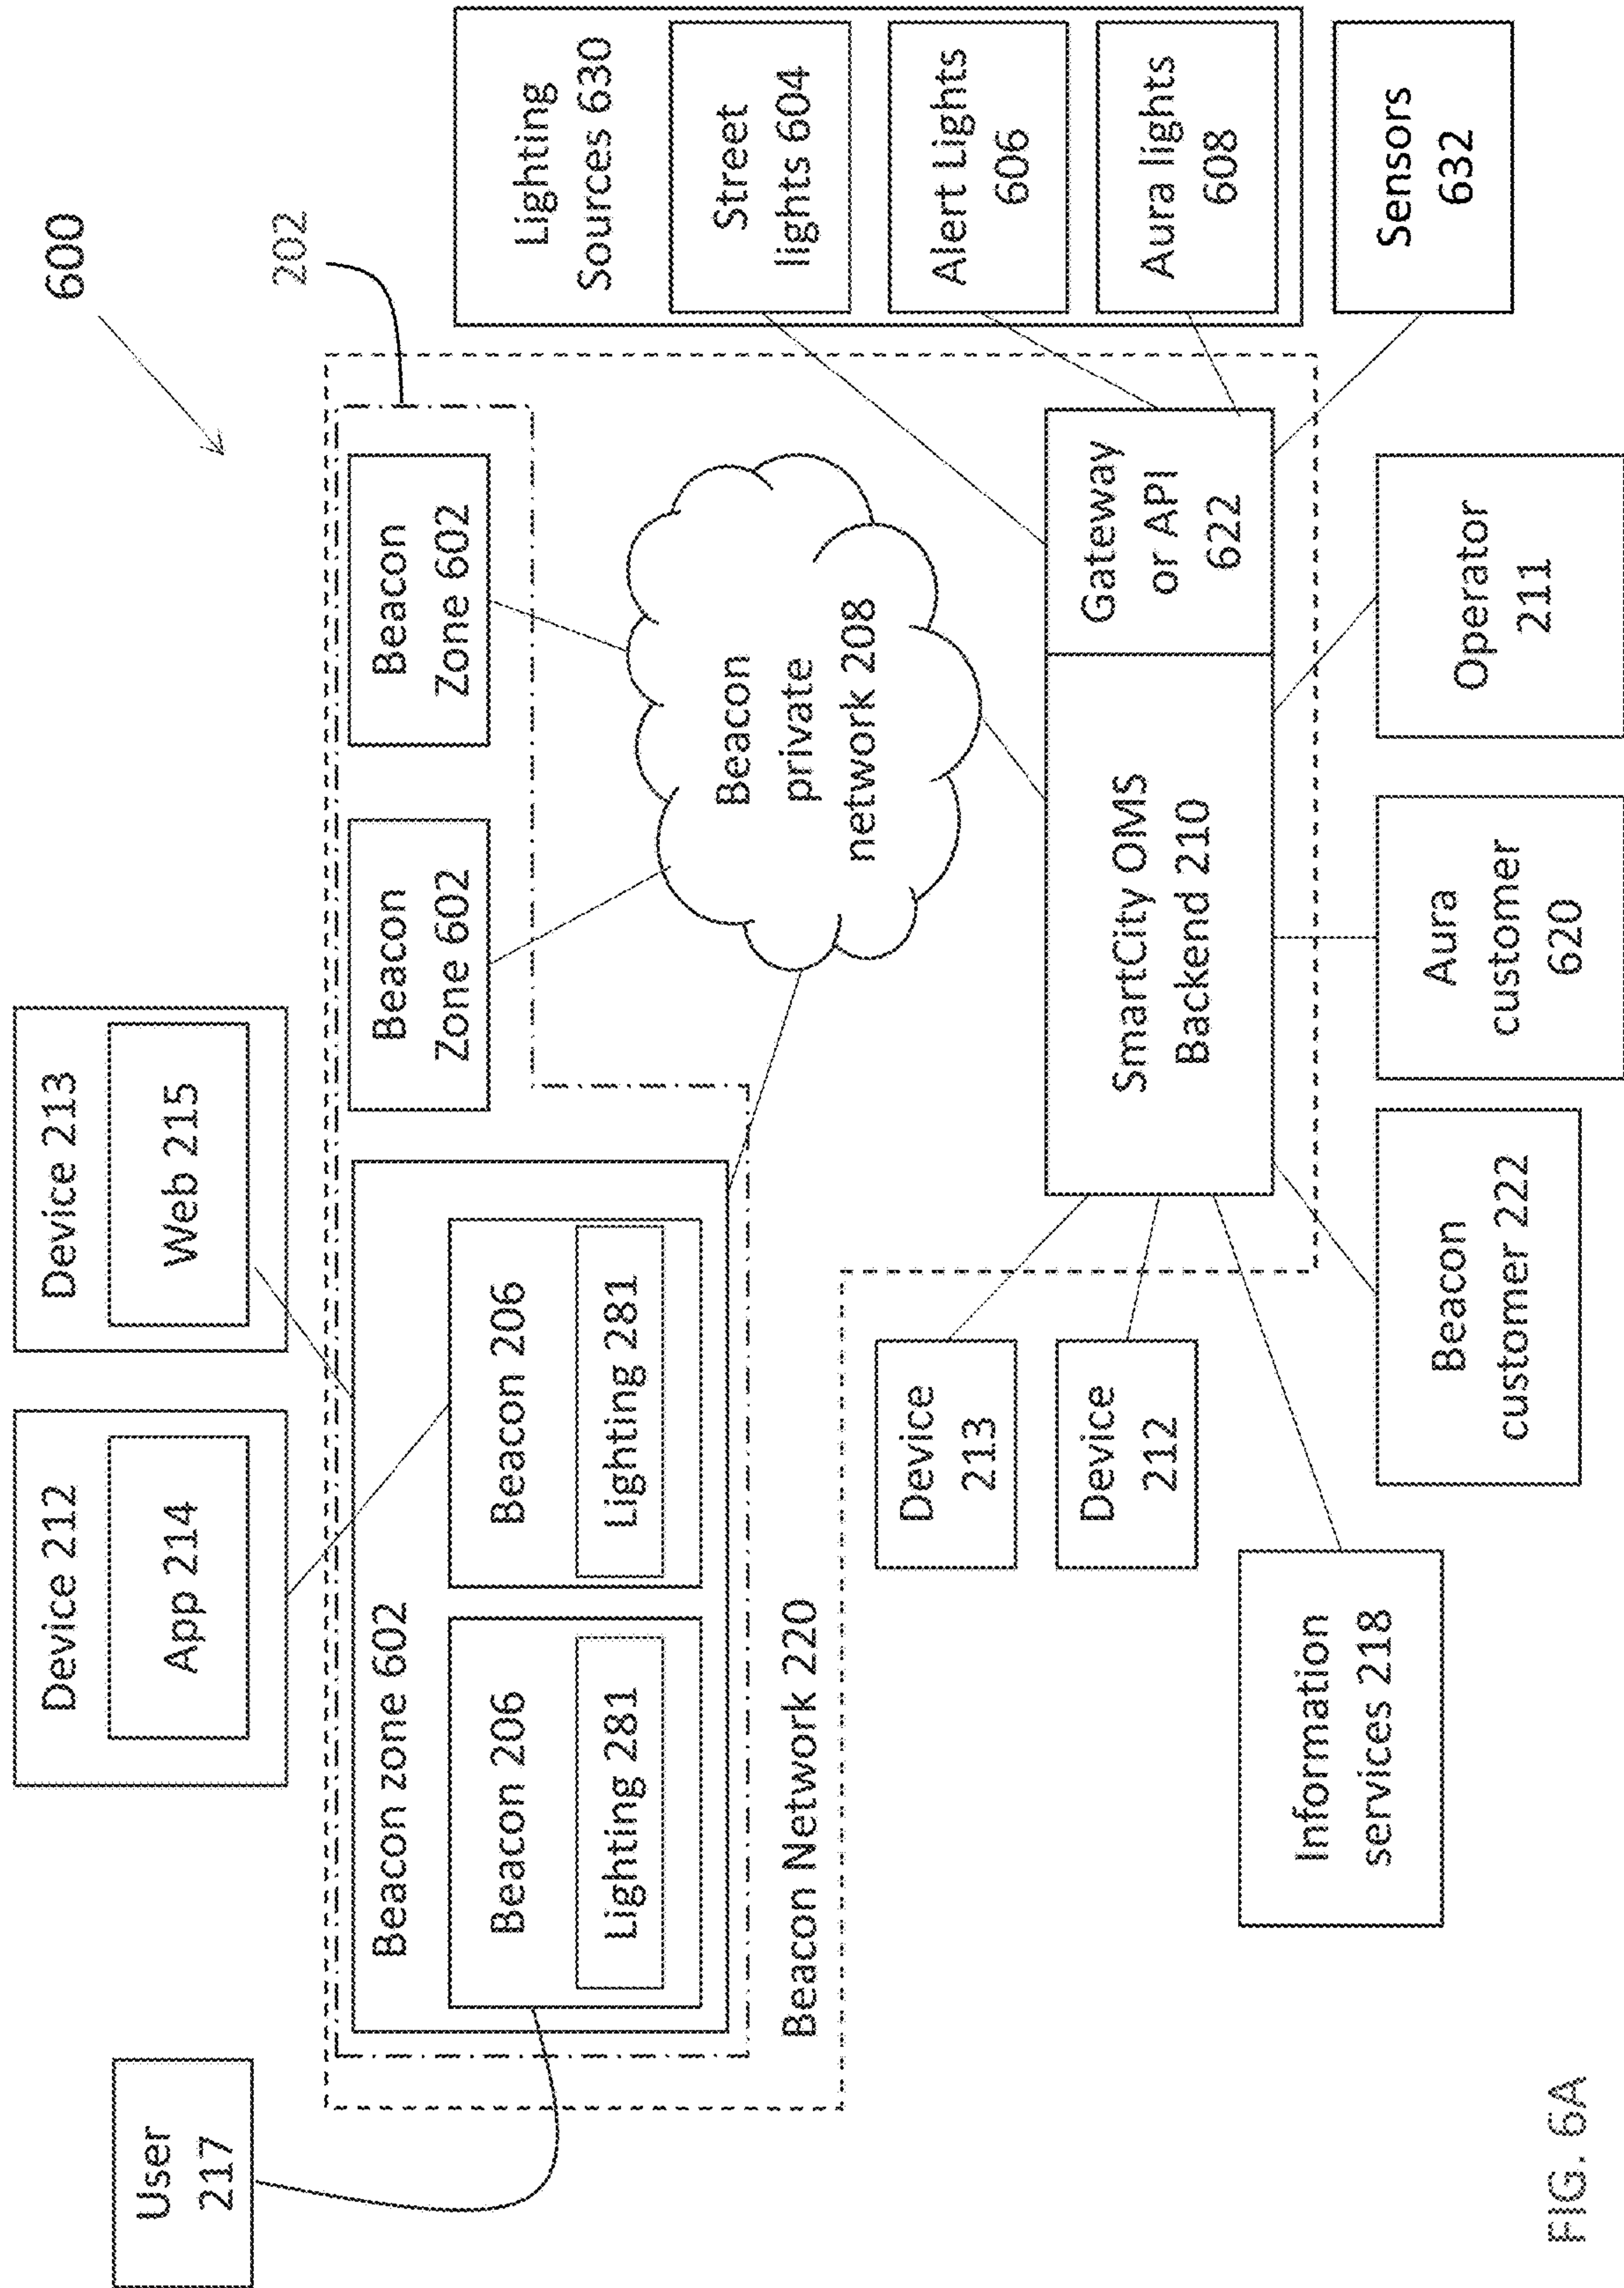 600
202
User
217
Device 212
App 214
Device 213
Web 215
Beacon zone 602
Beacon 206
Lighting 281
Beacon 206
Lighting 281
Beacon
Zone 602
Beacon
Zone 602
Beacon Network 220
Beacon
private
network 208
Lighting
Sources 630
Street
lights 604
Alert Lights
606
Aura lights
608
Sensors
632
Device
213
Device
212
SmartCity OMS
Backend 210
Gateway
or API
622
Information
services 218
Beacon
customer 222
Aura
customer
620
Operator
211
FIG. 6A